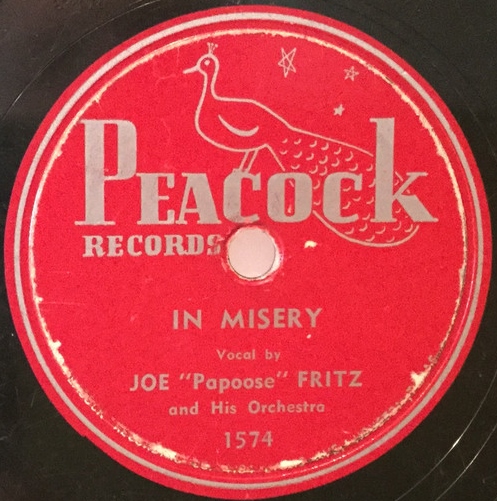 PEACOCK
RECORDS
IN MISERY
Vocal by
JOE "Papoose" FRITZ
and His Orchestra
1574